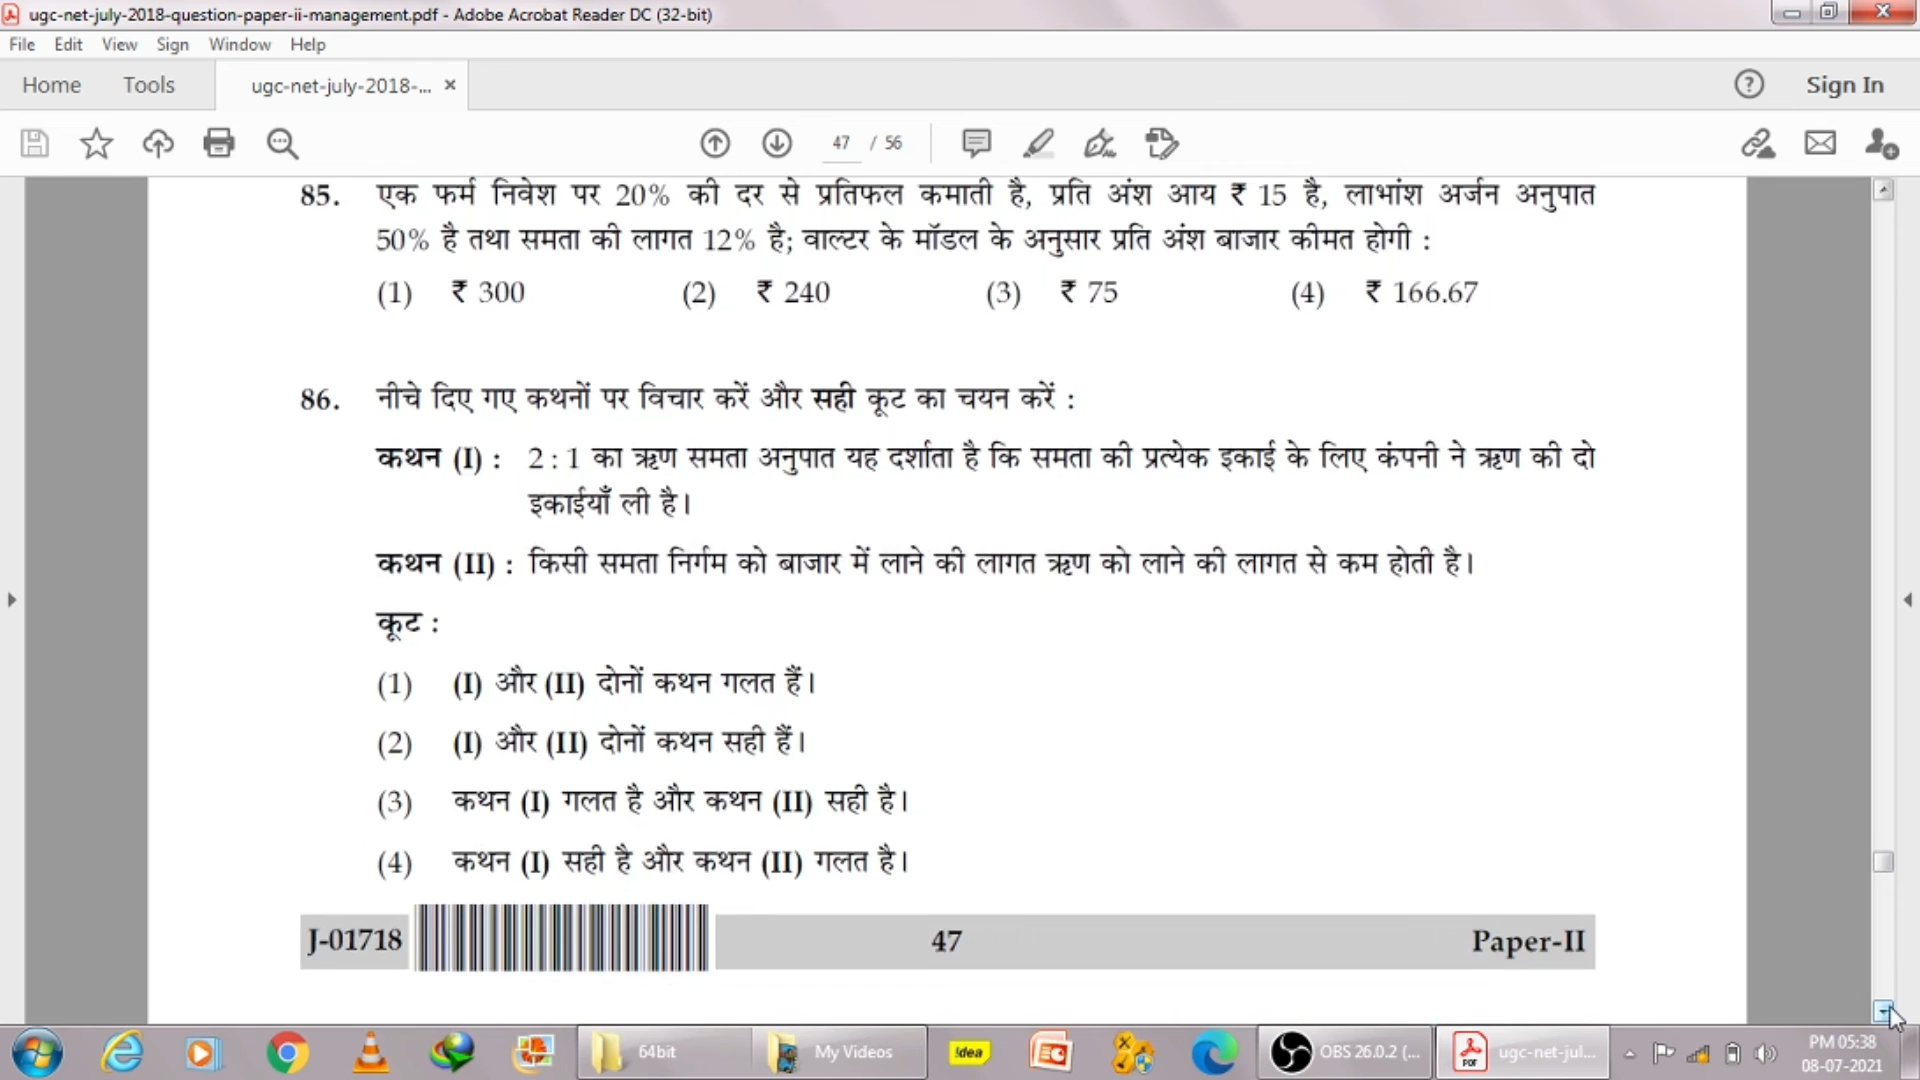 ugc-net-july-2018-question-paper-ii-management.pdf - Adobe Acrobat Reader DC (32-bit)
File Edit View Sign Window Help
Home Tools ugc-net-july-2018-... × Sign In
47 / 56
85. एक फर्म निवेश पर 20% की दर से प्रतिफल कमाती है, प्रति अंश आय ₹ 15 है, लाभांश अर्जन अनुपात
50% है तथा समता की लागत 12% है; वाल्टर के मॉडल के अनुसार प्रति अंश बाजार कीमत होगी :
(1) ₹ 300 (2) ₹ 240 (3) ₹ 75 (4) ₹ 166.67
86. नीचे दिए गए कथनों पर विचार करें और सही कूट का चयन करें :
कथन (I) : 2 : 1 का ऋण समता अनुपात यह दर्शाता है कि समता की प्रत्येक इकाई के लिए कंपनी ने ऋण की दो
इकाईयाँ ली है।
कथन (II) : किसी समता निर्गम को बाजार में लाने की लागत ऋण को लाने की लागत से कम होती है।
कूट :
(1) (I) और (II) दोनों कथन गलत हैं।
(2) (I) और (II) दोनों कथन सही हैं।
(3) कथन (I) गलत है और कथन (II) सही है।
(4) कथन (I) सही है और कथन (II) गलत है।
J-01718 47 Paper-II
64bit My Videos !dea OBS 26.0.2 (... PDF ugc-net-jul... PM 05:38
08-07-2021